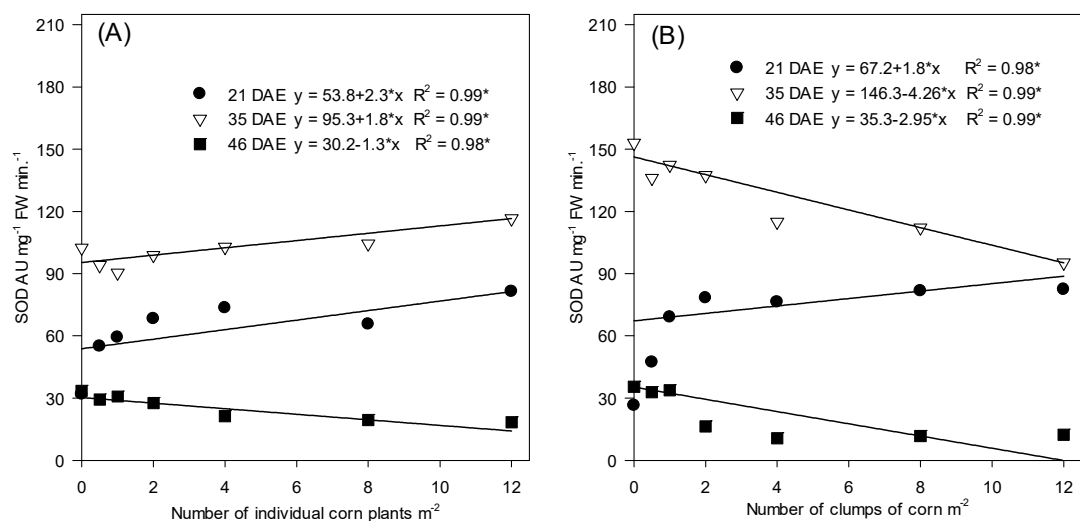 (A)
21 DAE y = 53.8+2.3*x R² = 0.99*
35 DAE y = 95.3+1.8*x R² = 0.99*
46 DAE y = 30.2-1.3*x R² = 0.98*
210
180
150
120
90
60
30
0
SOD AU mg⁻¹ FW min.⁻¹
0 2 4 6 8 10 12
Number of individual corn plants m⁻²
(B)
21 DAE y = 67.2+1.8*x R² = 0.98*
35 DAE y = 146.3-4.26*x R² = 0.99*
46 DAE y = 35.3-2.95*x R² = 0.99*
210
180
150
120
90
60
30
0
SOD AU mg⁻¹ FW min.⁻¹
0 2 4 6 8 10 12
Number of clumps of corn m⁻²